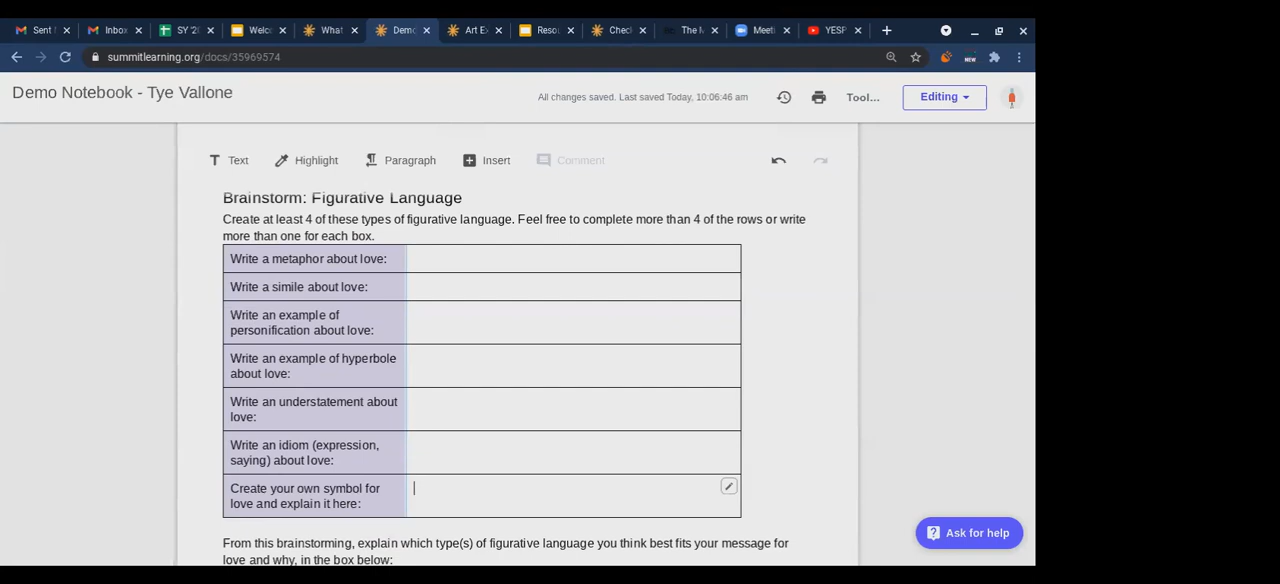 Sent
Inbox
SY '2
Welc
What
Demo
Art E
Resou
Check
The M
Meeti
YESP
summitlearning.org/docs/35969574
NEW
Demo Notebook - Tye Vallone
All changes saved. Last saved Today, 10:06:46 am
Tool...
Editing
Text
Highlight
Paragraph
Insert
Comment
Brainstorm: Figurative Language
Create at least 4 of these types of figurative language. Feel free to complete more than 4 of the rows or write
more than one for each box.
Write a metaphor about love:
Write a simile about love:
Write an example of
personification about love:
Write an example of hyperbole
about love:
Write an understatement about
love:
Write an idiom (expression,
saying) about love:
Create your own symbol for
love and explain it here:
From this brainstorming, explain which type(s) of figurative language you think best fits your message for
love and why, in the box below:
Ask for help